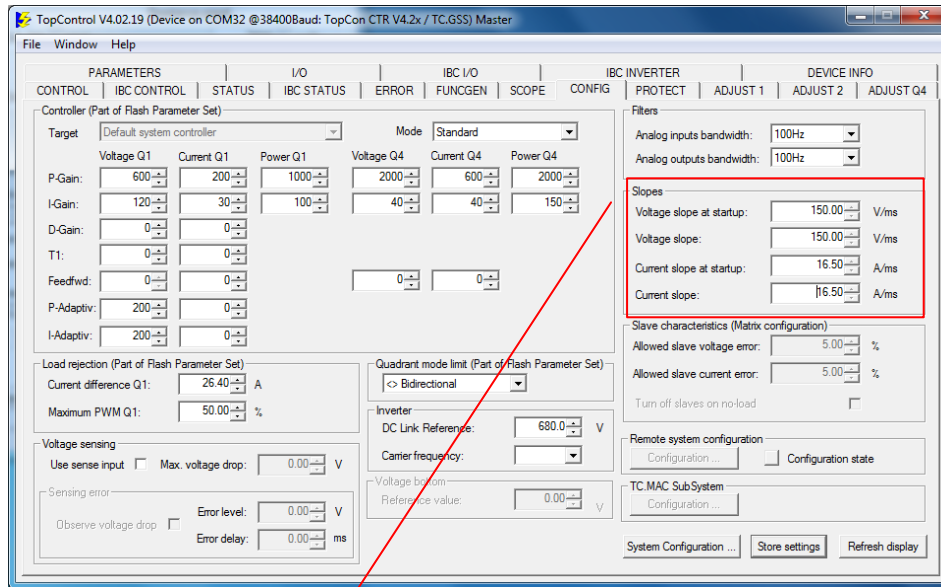 TopControl V4.02.19 (Device on COM32 @38400Baud: TopCon CTR V4.2x / TC.GSS) Master
File Window Help
PARAMETERS I/O IBC I/O IBC INVERTER DEVICE INFO
CONTROL IBC CONTROL STATUS IBC STATUS ERROR FUNCGEN SCOPE CONFIG PROTECT ADJUST 1 ADJUST 2 ADJUST Q4
Controller (Part of Flash Parameter Set)
Target Default system controller Mode Standard
Voltage Q1 Current Q1 Power Q1 Voltage Q4 Current Q4 Power Q4
P-Gain: 600 200 1000 2000 600 2000
I-Gain: 120 30 100 40 40 150
D-Gain: 0 0
T1: 0 0
Feedfwd: 0 0 0 0
P-Adaptiv: 200 0
I-Adaptiv: 200 0
Load rejection (Part of Flash Parameter Set)
Current difference Q1: 26.40 A
Maximum PWM Q1: 50.00 %
Voltage sensing
Use sense input Max. voltage drop: 0.00 V
Sensing error
Observe voltage drop
Error level: 0.00 V
Error delay: 0.00 ms
Quadrant mode limit (Part of Flash Parameter Set)
<> Bidirectional
Inverter
DC Link Reference: 680.0 V
Carrier frequency:
Voltage bottom
Reference value: 0.00 V
Filters
Analog inputs bandwidth: 100Hz
Analog outputs bandwidth: 100Hz
Slopes
Voltage slope at startup: 150.00 V/ms
Voltage slope: 150.00 V/ms
Current slope at startup: 16.50 A/ms
Current slope: 16.50 A/ms
Slave characteristics (Matrix configuration)
Allowed slave voltage error: 5.00 %
Allowed slave current error: 5.00 %
Turn off slaves on no-load
Remote system configuration
Configuration ... Configuration state
TC.MAC SubSystem
Configuration ...
System Configuration ... Store settings Refresh display